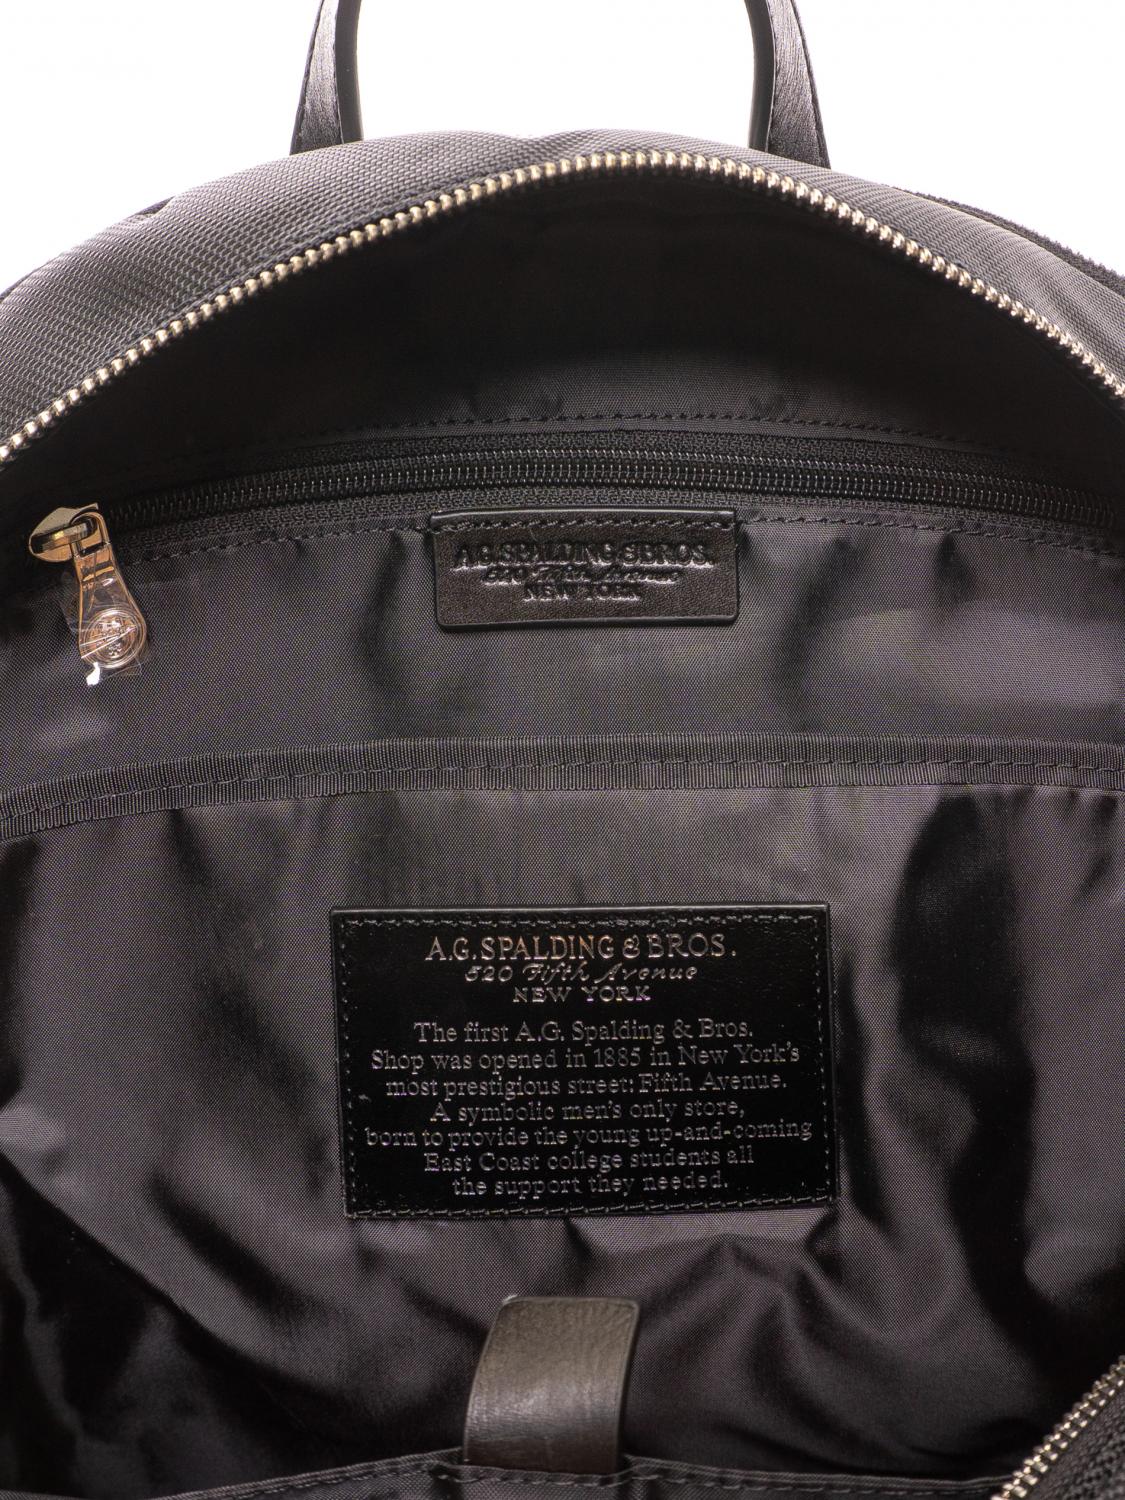 A.G. SPALDING & BROS.
520 Fifth Avenue
NEW YORK
A.G. SPALDING & BROS.
520 Fifth Avenue
NEW YORK
The first A.G. Spalding & Bros.
Shop was opened in 1885 in New York's
most prestigious street: Fifth Avenue.
A symbolic men's only store,
born to provide the young up-and-coming
East Coast college students all
the support they needed.